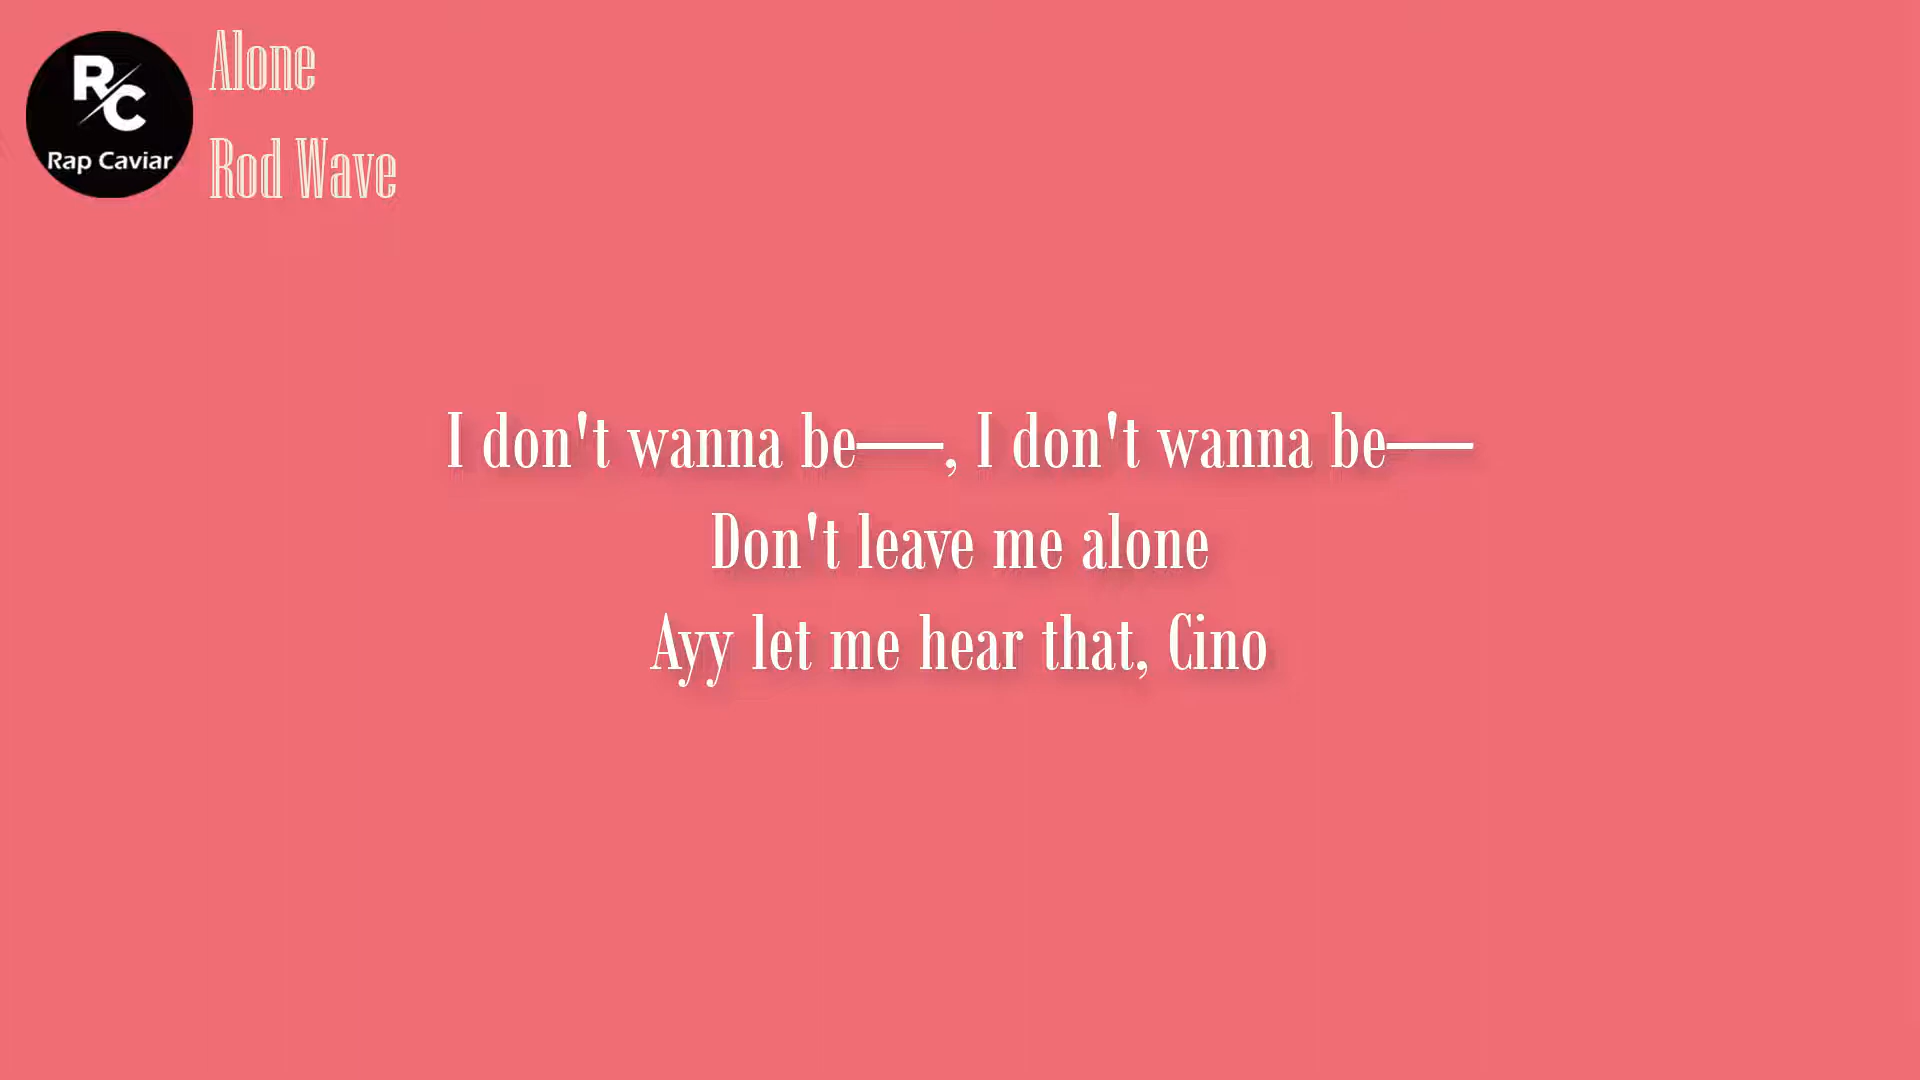 R/C
Rap Caviar
Alone
Rod Wave
I don't wanna be—, I don't wanna be—
Don't leave me alone
Ayy let me hear that, Cino